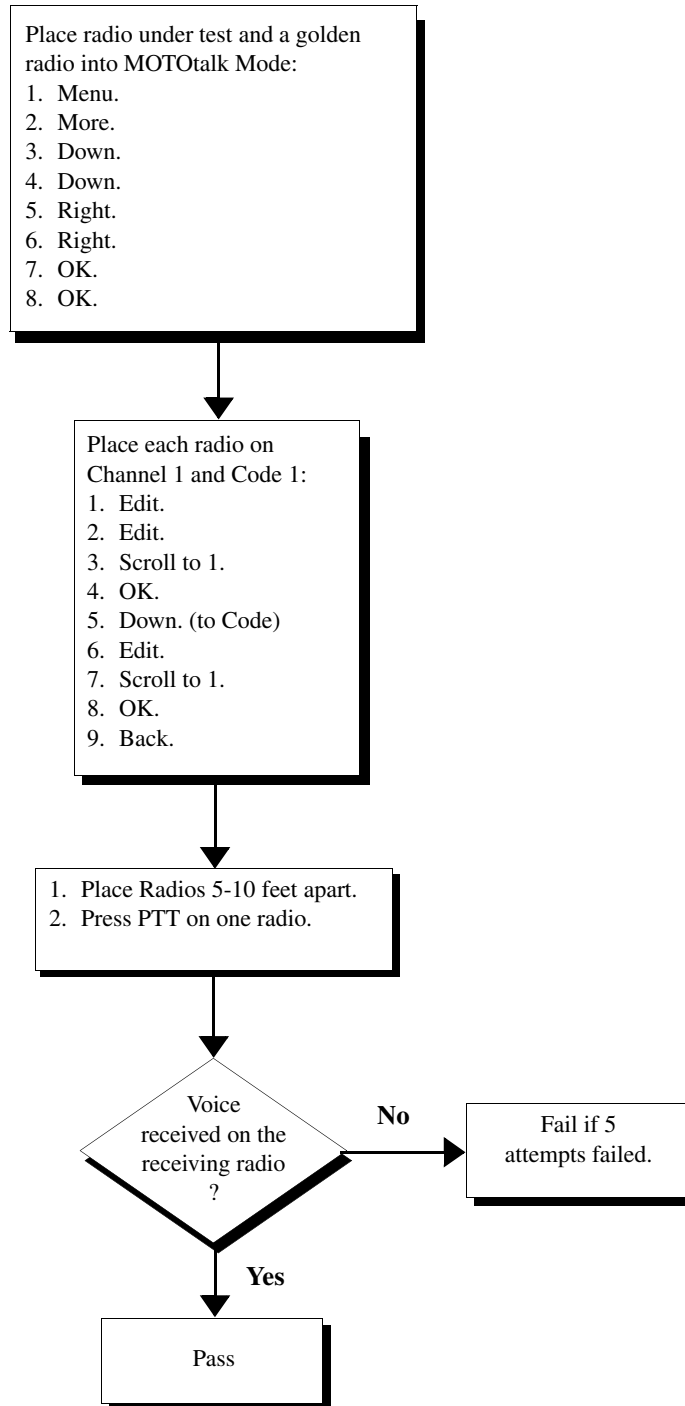 Place radio under test and a golden
radio into MOTOtalk Mode:
1. Menu.
2. More.
3. Down.
4. Down.
5. Right.
6. Right.
7. OK.
8. OK.
Place each radio on
Channel 1 and Code 1:
1. Edit.
2. Edit.
3. Scroll to 1.
4. OK.
5. Down. (to Code)
6. Edit.
7. Scroll to 1.
8. OK.
9. Back.
1. Place Radios 5-10 feet apart.
2. Press PTT on one radio.
Voice
received on the
receiving radio
?
No
Fail if 5
attempts failed.
Yes
Pass